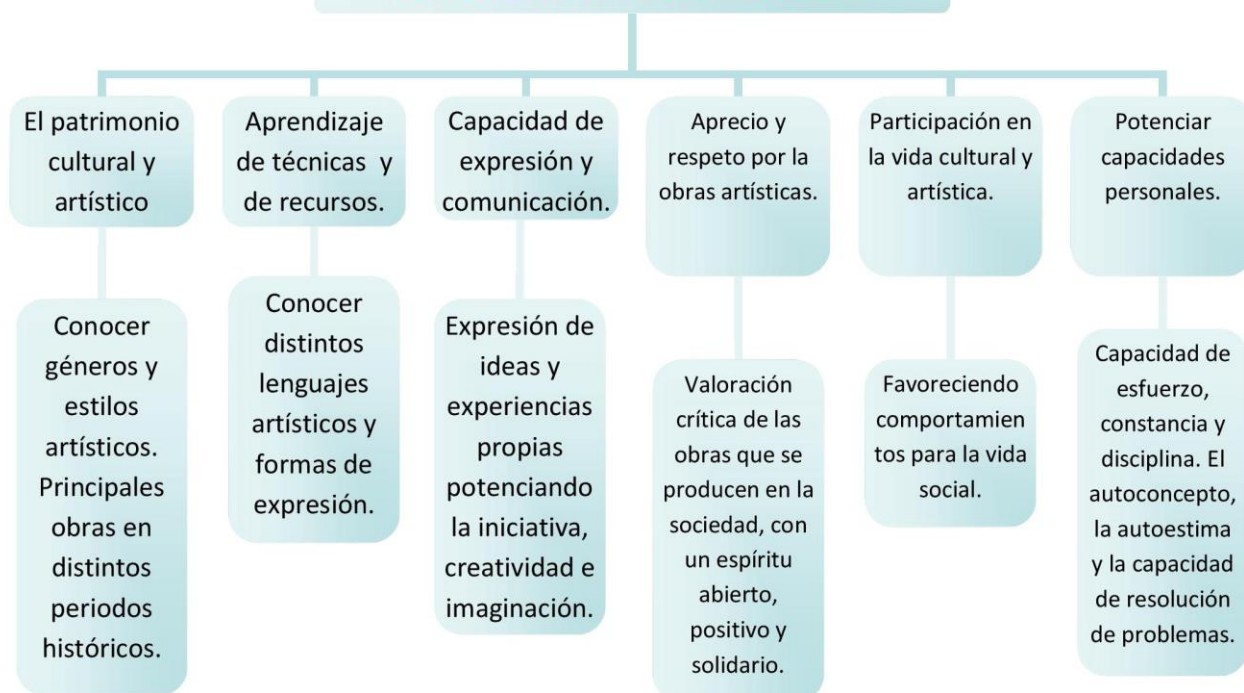 El patrimonio
cultural y
artístico
Aprendizaje
de técnicas y
de recursos.
Capacidad de
expresión y
comunicación.
Aprecio y
respeto por la
obras artísticas.
Participación en
la vida cultural y
artística.
Potenciar
capacidades
personales.
Conocer
géneros y
estilos
artísticos.
Principales
obras en
distintos
periodos
históricos.
Conocer
distintos
lenguajes
artísticos y
formas de
expresión.
Expresión de
ideas y
experiencias
propias
potenciando
la iniciativa,
creatividad e
imaginación.
Valoración
crítica de las
obras que se
producen en la
sociedad, con
un espíritu
abierto,
positivo y
solidario.
Favoreciendo
comportamien
tos para la vida
social.
Capacidad de
esfuerzo,
constancia y
disciplina. El
autoconcepto,
la autoestima
y la capacidad
de resolución
de problemas.